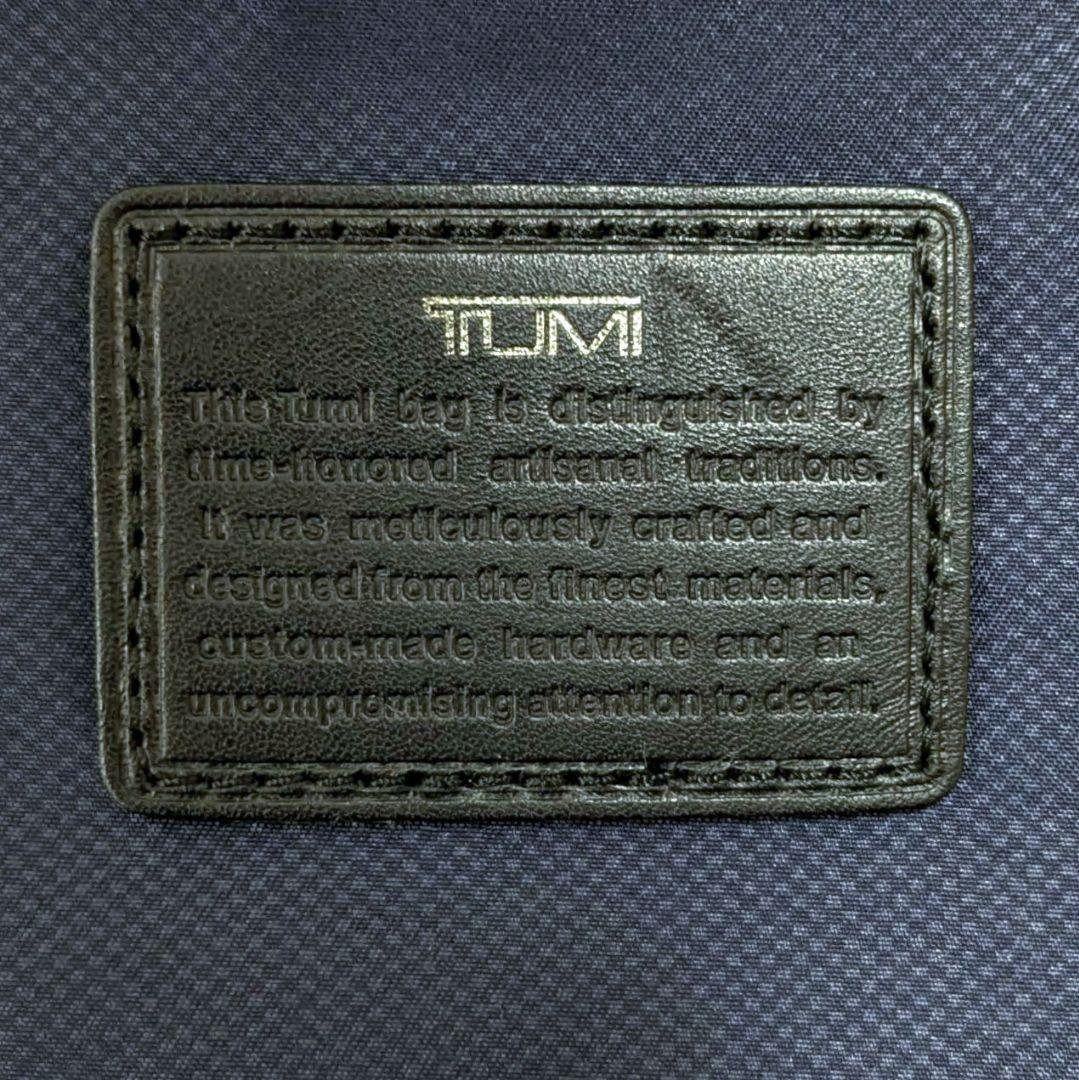 TUMI
This Tumi bag is distinguished by
time-honored artisanal traditions.
It was meticulously crafted and
designed from the finest materials,
custom-made hardware and an
uncompromising attention to detail.